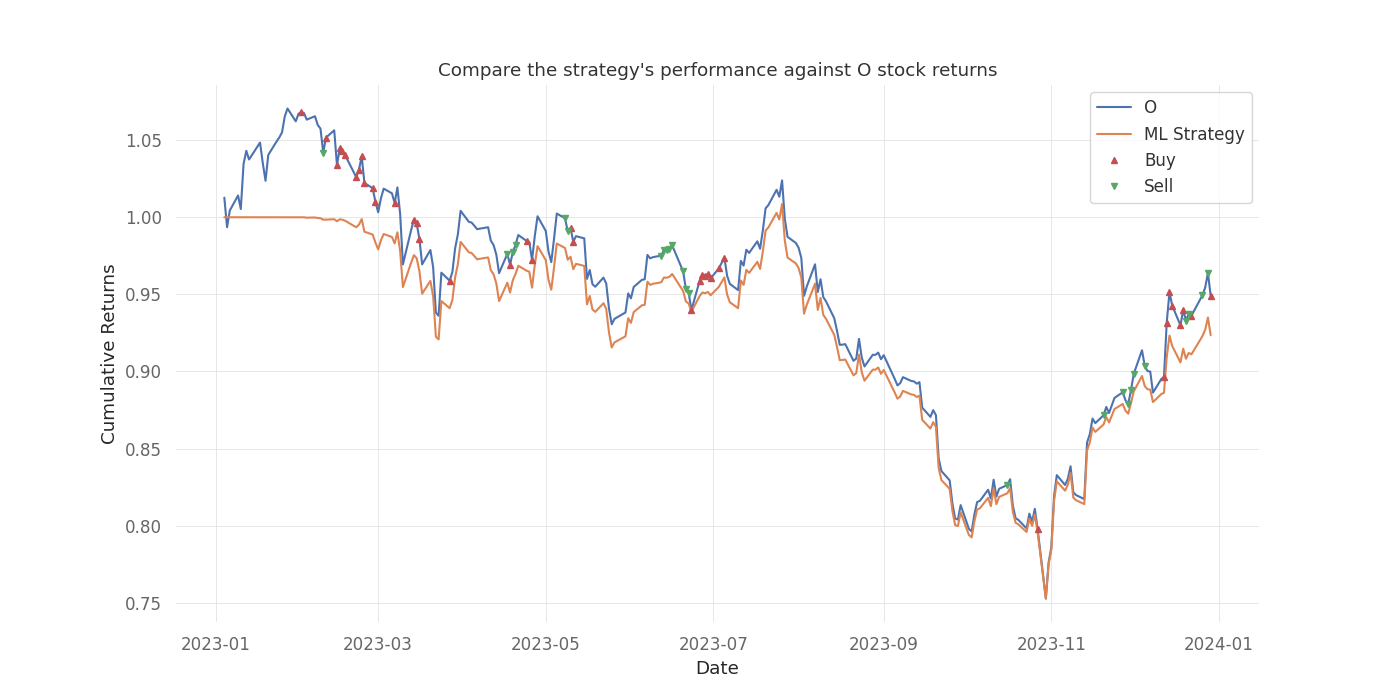 Compare the strategy's performance against O stock returns
O
ML Strategy
Buy
Sell
Cumulative Returns
1.05
1.00
0.95
0.90
0.85
0.80
0.75
2023-01
2023-03
2023-05
2023-07
2023-09
2023-11
2024-01
Date